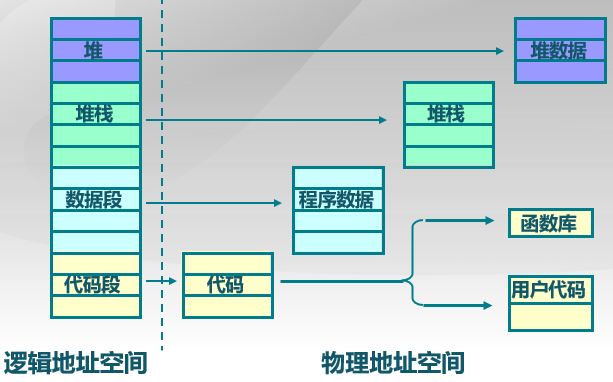 堆
堆数据
堆栈
堆栈
数据段
程序数据
函数库
代码段
代码
用户代码
逻辑地址空间
物理地址空间